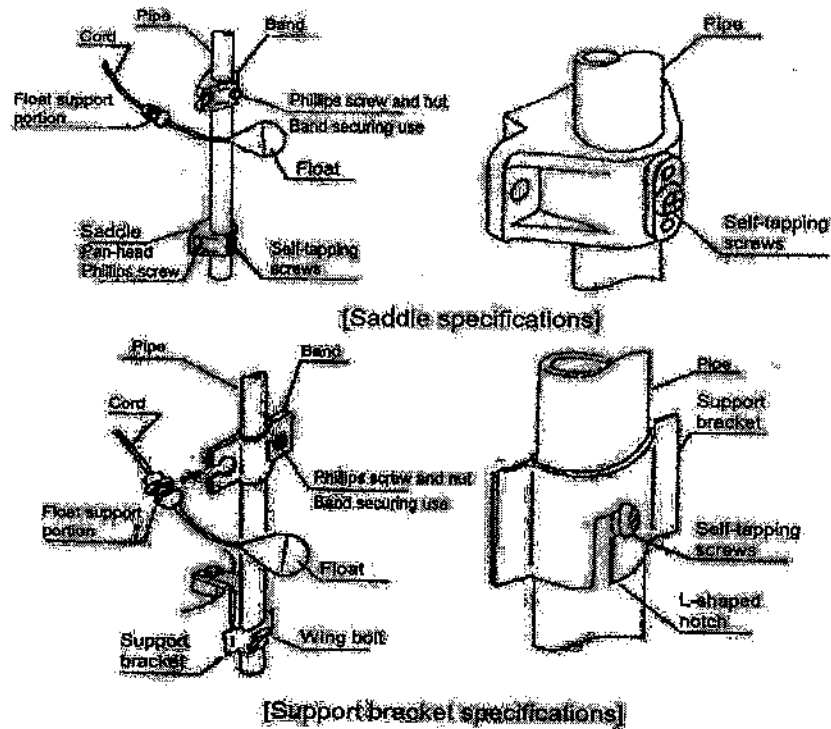 Pipe
Band
Cord
Float support
portion
Phillips screw and nut
Band securing use
Float
Saddle
Pan-head
Phillips screw
Self-tapping
screws
Pipe
Self-tapping
screws
[Saddle specifications]
Pipe
Band
Cord
Float support
portion
Phillips screw and nut
Band securing use
Float
Support
bracket
Wing bolt
Pipe
Support
bracket
Self-tapping
screws
L-shaped
notch
[Support bracket specifications]